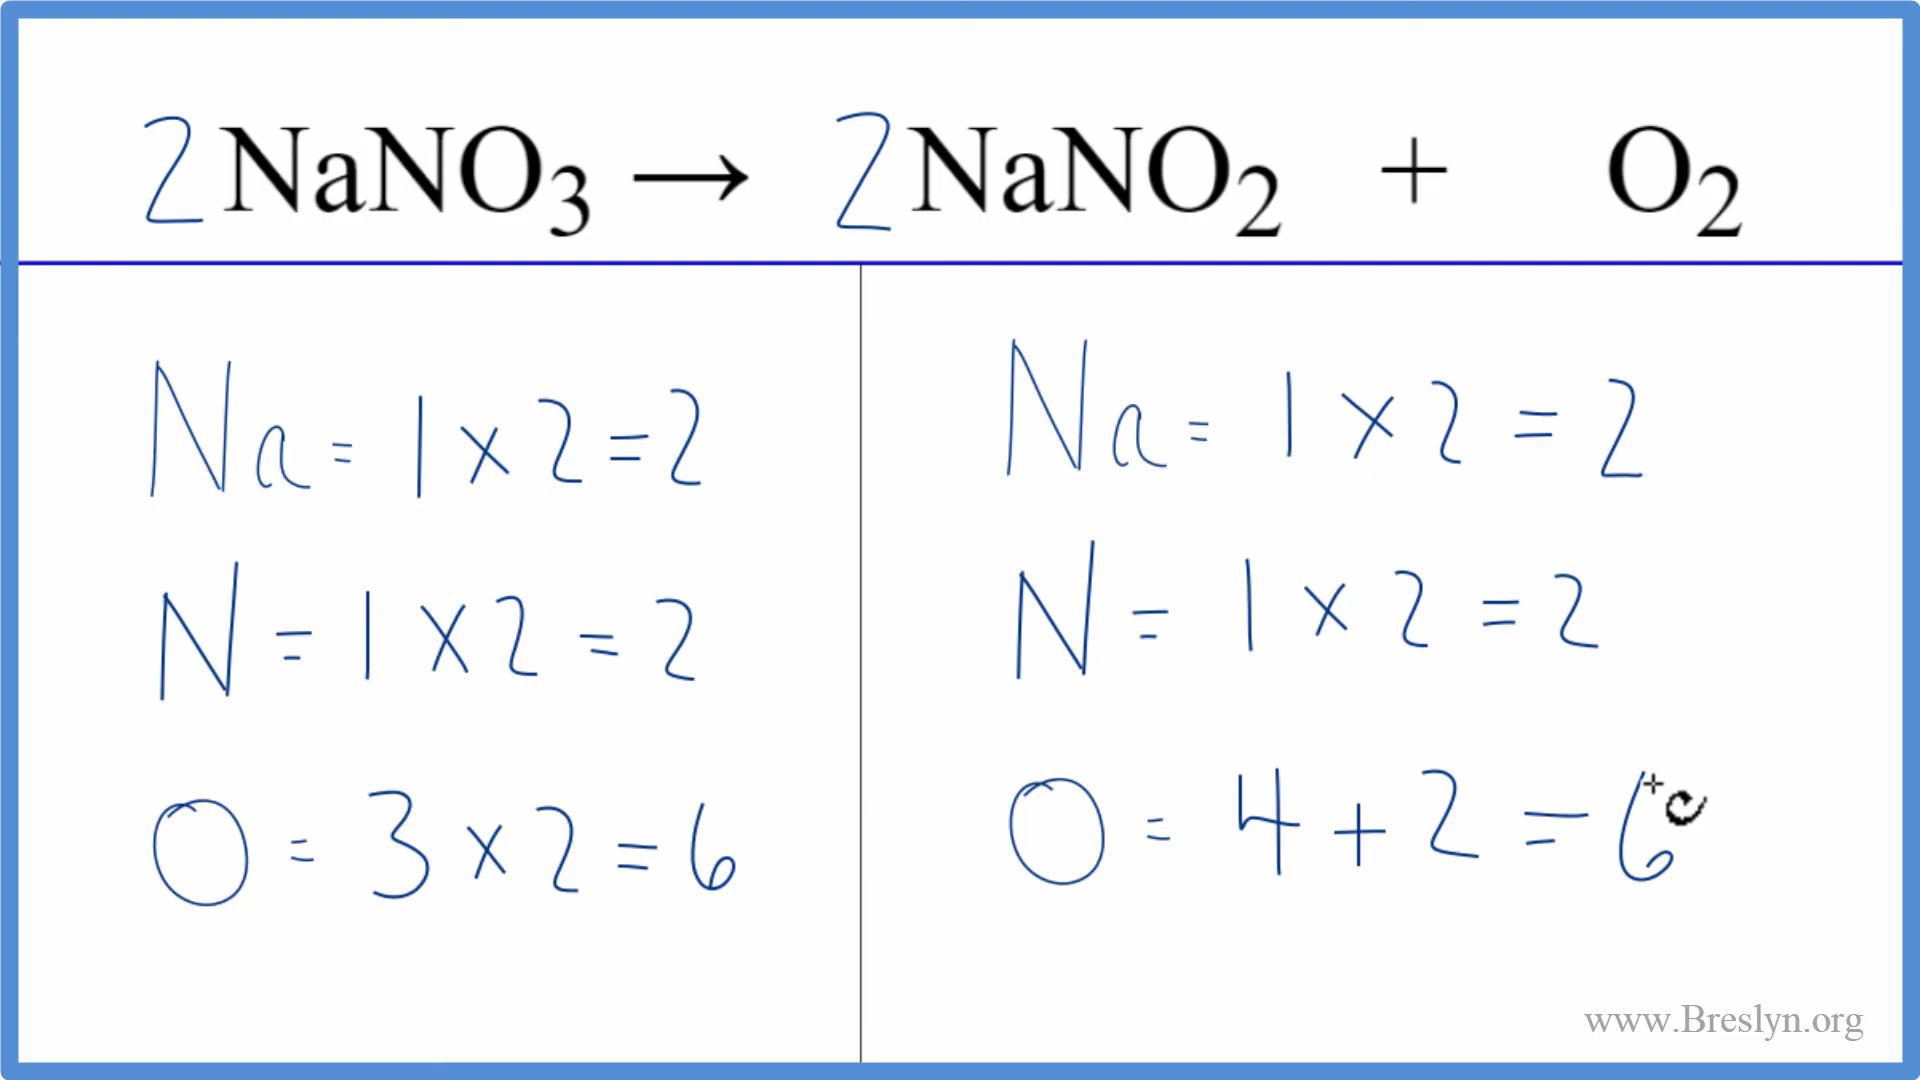 2NaNO₃ → 2NaNO₂ + O₂
Na = 1 x 2 = 2
N = 1 x 2 = 2
O = 3 x 2 = 6
Na = 1 x 2 = 2
N = 1 x 2 = 2
O = 4 + 2 = 6
www.Breslyn.org